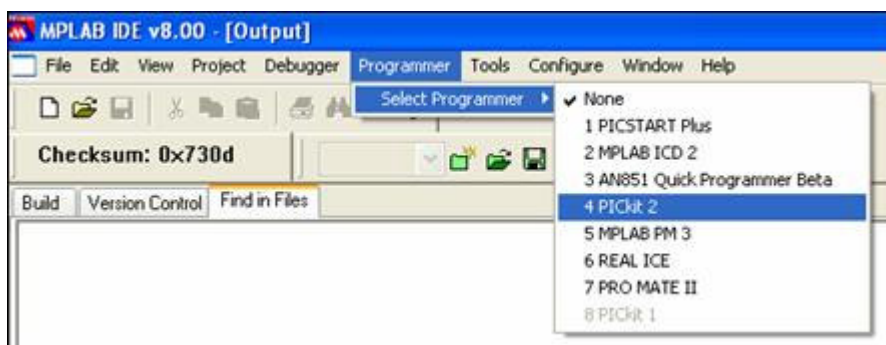 MPLAB IDE v8.00 - [Output]
File Edit View Project Debugger Programmer Tools Configure Window Help
Select Programmer
None
1 PICSTART Plus
2 MPLAB ICD 2
3 AN851 Quick Programmer Beta
4 PICkit 2
5 MPLAB PM 3
6 REAL ICE
7 PRO MATE II
8 PICkit 1
Checksum: 0x730d
Build Version Control Find in Files